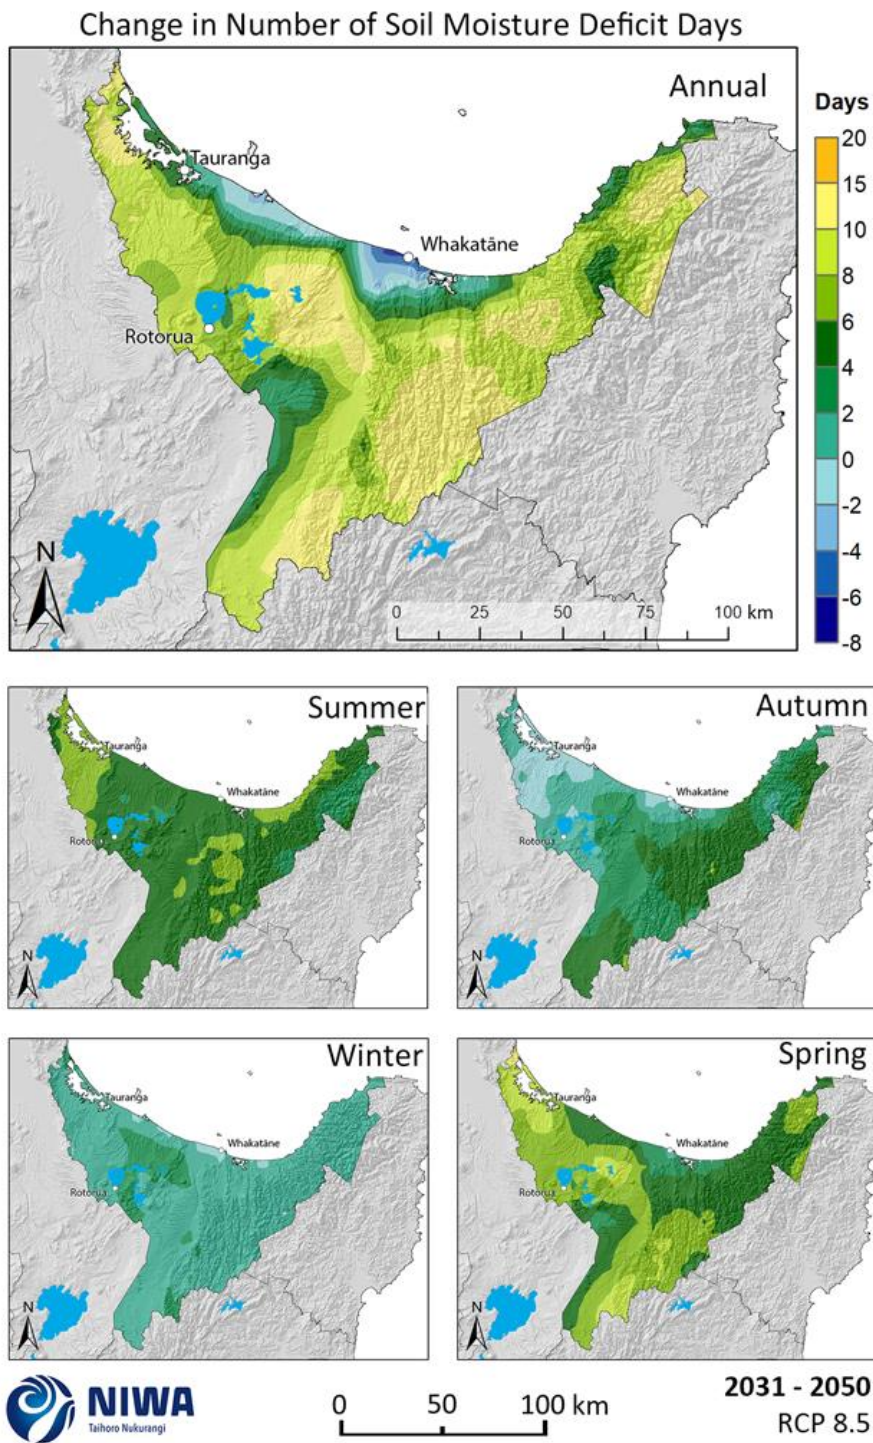 Change in Number of Soil Moisture Deficit Days
Annual
Days
20
15
10
8
6
4
2
0
-2
-4
-6
-8
Tauranga
Whakatāne
Rotorua
N
0 25 50 75 100 km
Summer
Tauranga
Whakatāne
Rotorua
N
Autumn
Tauranga
Whakatāne
Rotorua
N
Winter
Tauranga
Whakatāne
Rotorua
N
Spring
Tauranga
Whakatāne
Rotorua
N
NIWA
Taihoro Nukurangi
0 50 100 km
2031 - 2050
RCP 8.5